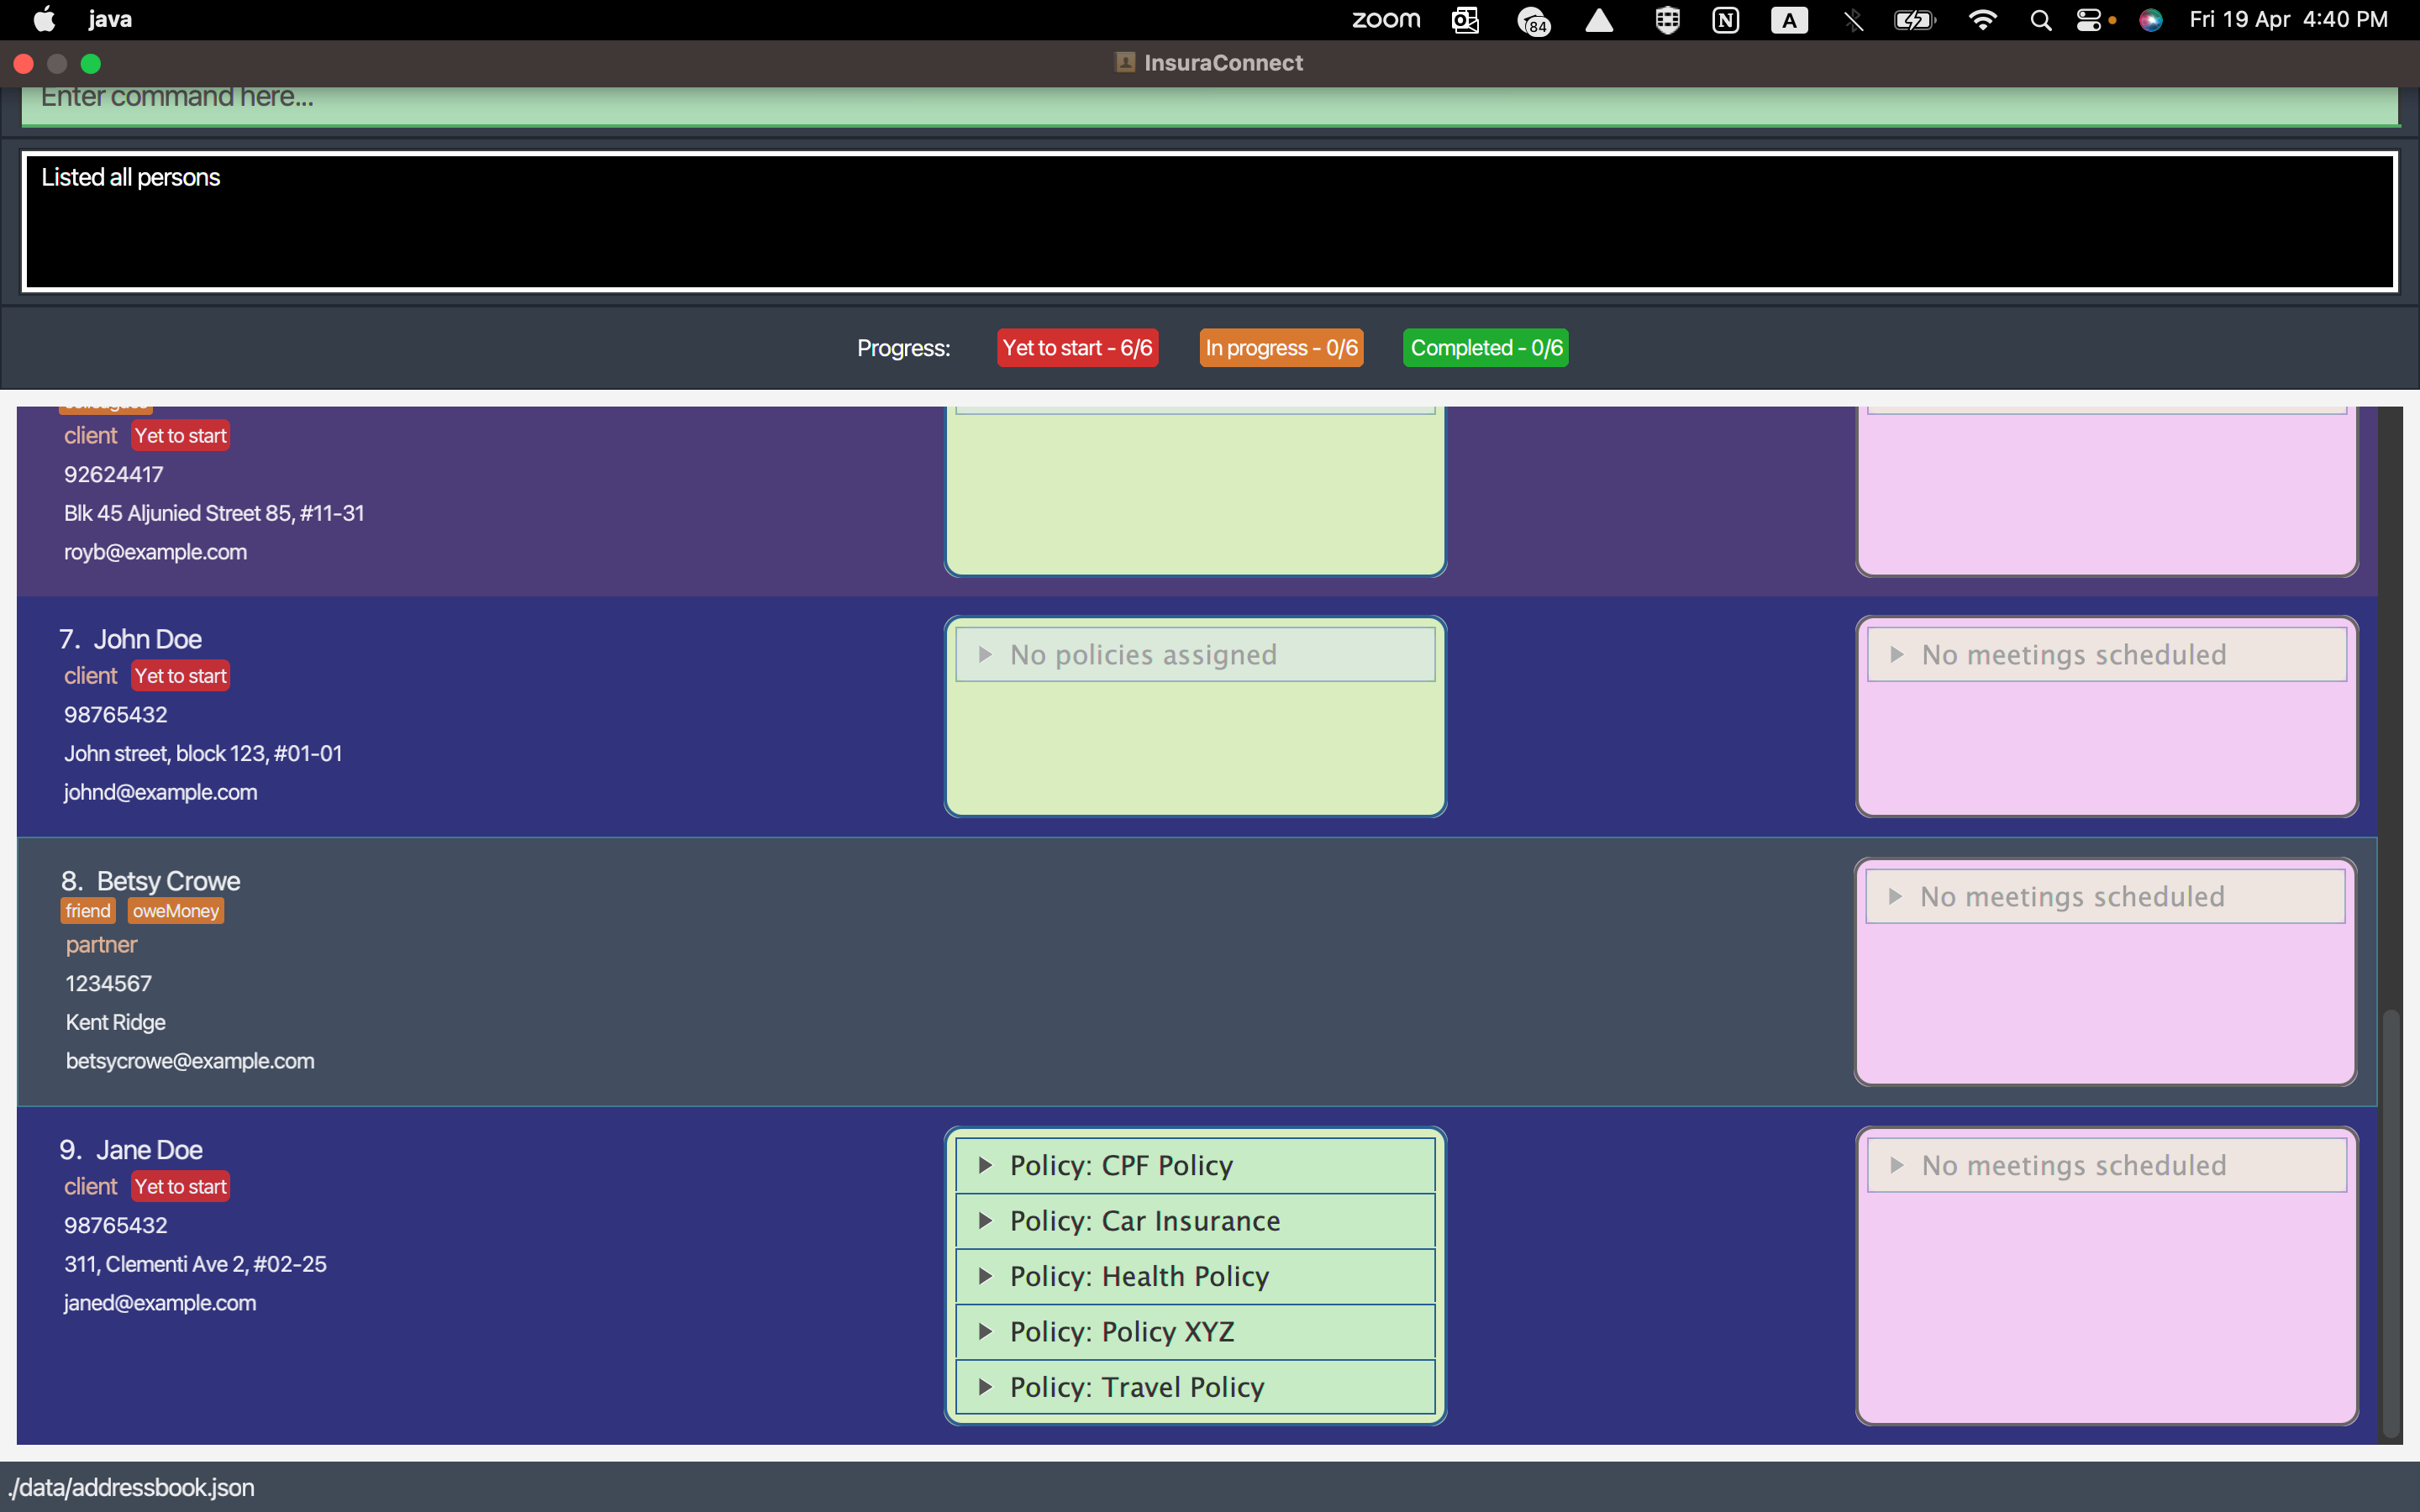 java
zoom
84
N
A
Fri 19 Apr 4:40 PM
InsuraConnect
Enter command here...
Listed all persons
Progress:
Yet to start - 6/6
In progress - 0/6
Completed - 0/6
client
Yet to start
92624417
Blk 45 Aljunied Street 85, #11-31
royb@example.com
7. John Doe
client
Yet to start
98765432
John street, block 123, #01-01
johnd@example.com
No policies assigned
No meetings scheduled
8. Betsy Crowe
friend
oweMoney
partner
1234567
Kent Ridge
betsycrowe@example.com
No meetings scheduled
9. Jane Doe
client
Yet to start
98765432
311, Clementi Ave 2, #02-25
janed@example.com
Policy: CPF Policy
Policy: Car Insurance
Policy: Health Policy
Policy: Policy XYZ
Policy: Travel Policy
No meetings scheduled
./data/addressbook.json